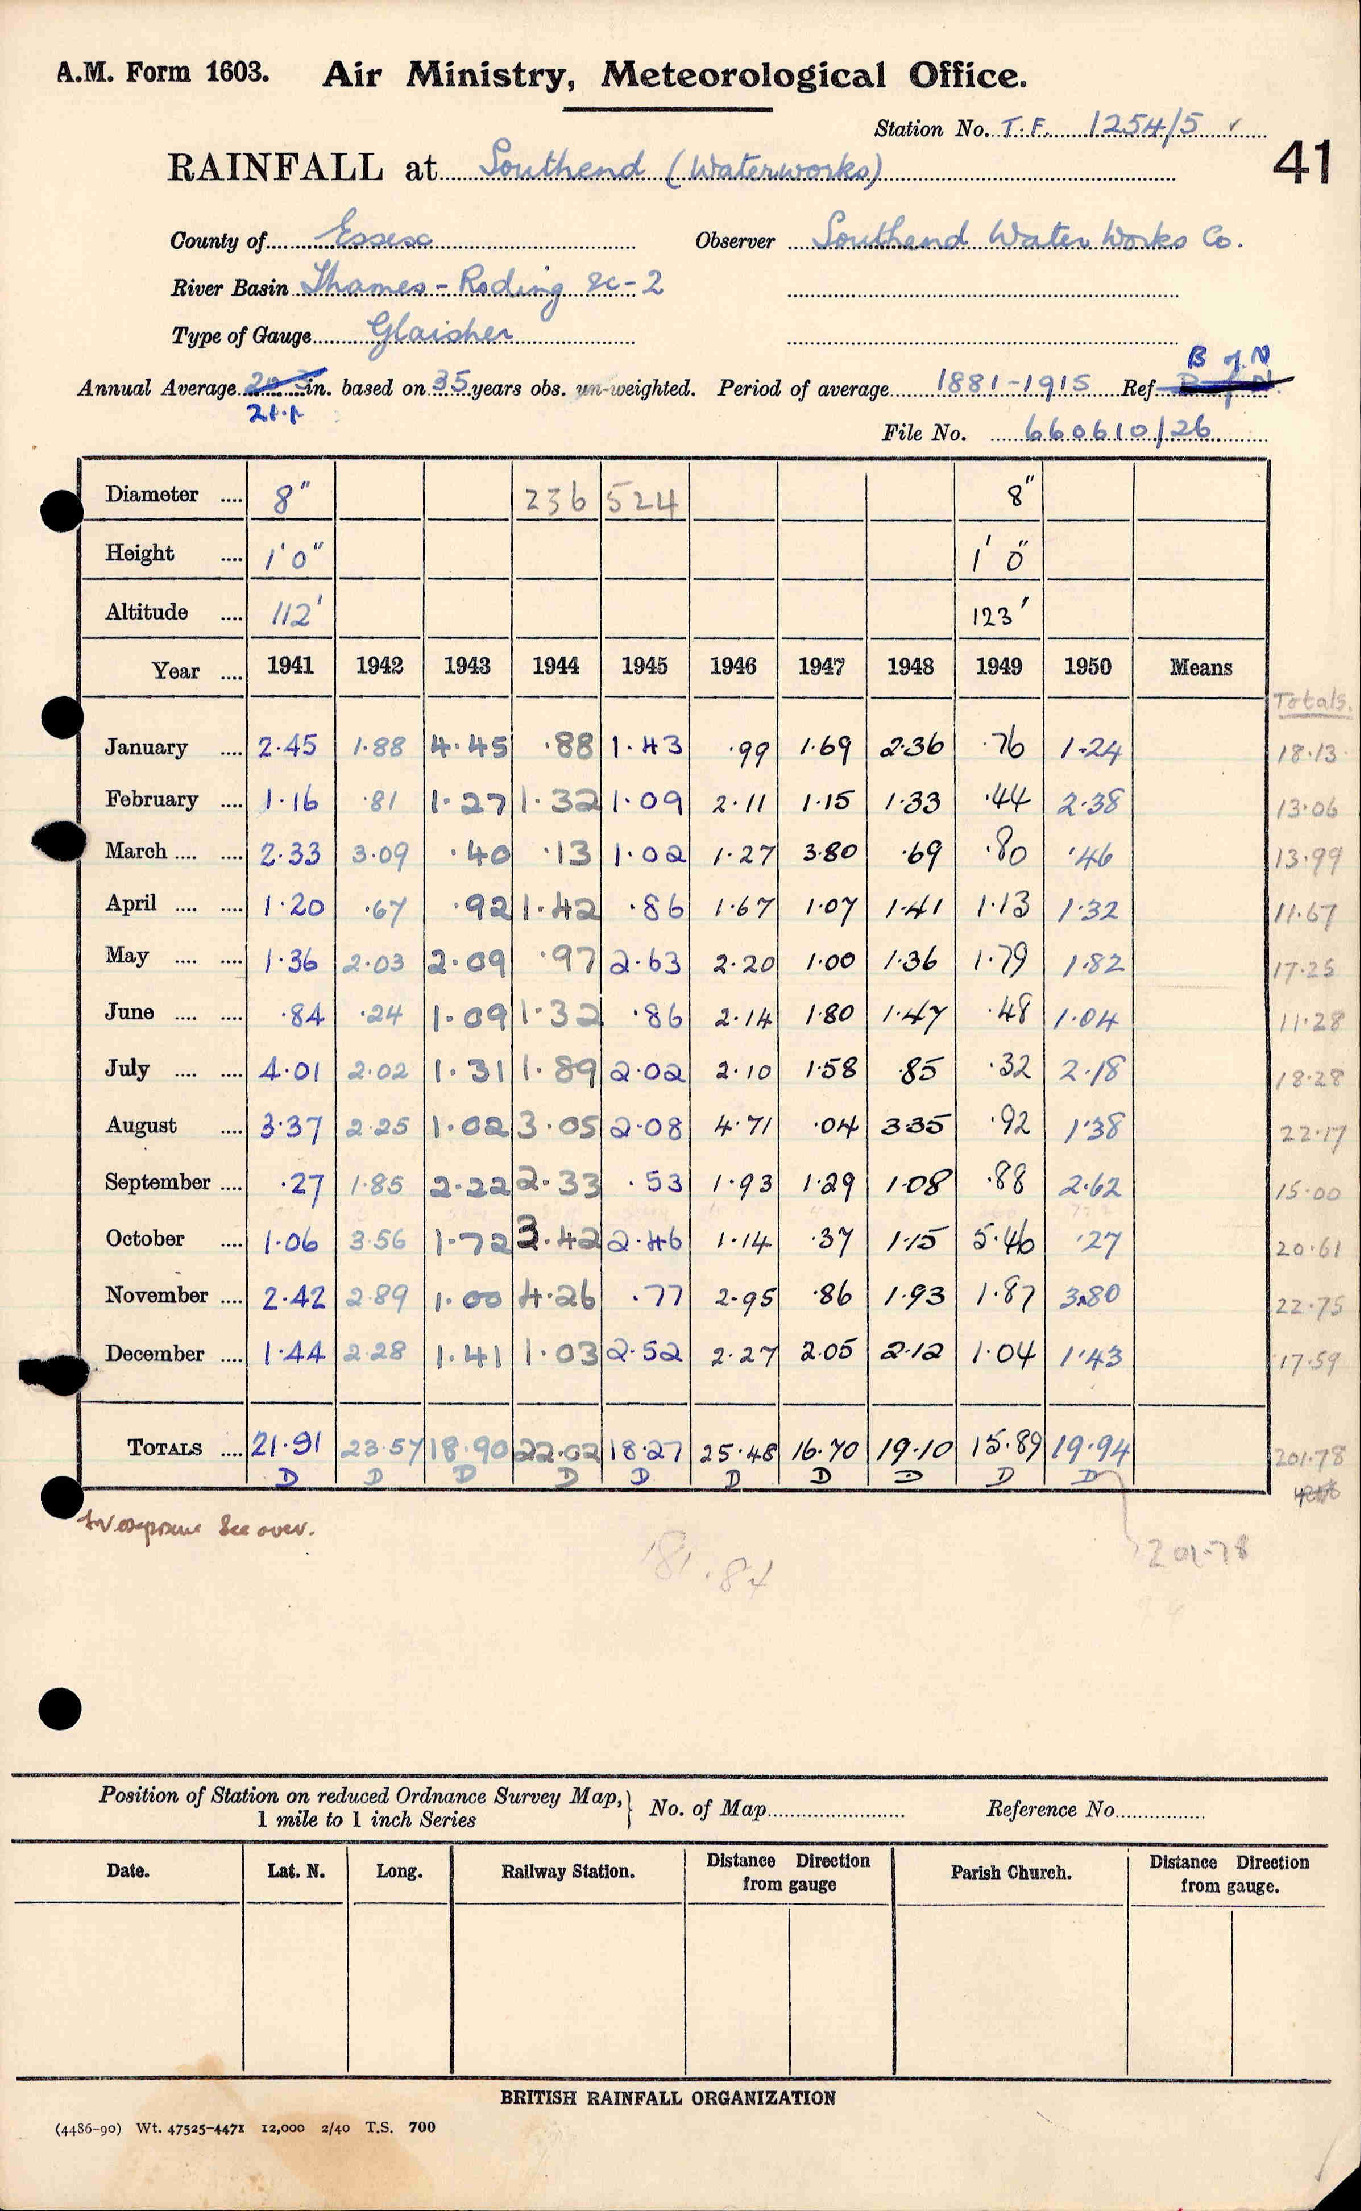 A.M. Form 1603. Air Ministry, Meteorological Office.
Station No. T.F. 1254/5 ✓
41
RAINFALL at Southend (Waterworks)
County of Essex Observer Southend Water Works Co.
River Basin Thames - Roding 8c-2
Type of Gauge Glaisher
B of N
Annual Average in. based on 35 years obs. un-weighted. Period of average 1881-1915 Ref.
21.1
File No. 660610/26
Diameter .... 8" 236 524 8"
Height .... 1'0" 1' 0"
Altitude .... 112' 123'
Year .... 1941 1942 1943 1944 1945 1946 1947 1948 1949 1950 Means
Totals.
January .... 2.45 1.88 4.45 .88 1.43 .99 1.69 2.36 .76 1.24 18.13
February .... 1.16 .81 1.27 1.32 1.09 2.11 1.15 1.33 .44 2.38 13.06
March .... .... 2.33 3.09 .40 .13 1.02 1.27 3.80 .69 .80 .46 13.99
April .... .... 1.20 .67 .92 1.42 .86 1.67 1.07 1.41 1.13 1.32 11.67
May .... .... 1.36 2.03 2.09 .97 2.63 2.20 1.00 1.36 1.79 1.82 17.25
June .... .... .84 .24 1.09 1.32 .86 2.14 1.80 1.47 .48 1.04 11.28
July .... .... 4.01 2.02 1.31 1.89 2.02 2.10 1.58 .85 .32 2.18 18.28
August .... 3.37 2.25 1.02 3.05 2.08 4.71 .04 3.35 .92 1.38 22.17
September .... .27 1.85 2.22 2.33 .53 1.93 1.29 1.08 .88 2.62 15.00
October .... 1.06 3.56 1.72 3.42 2.46 1.14 .37 1.15 5.46 .27 20.61
November .... 2.42 2.89 1.00 4.26 .77 2.95 .86 1.93 1.87 3.80 22.75
December .... 1.44 2.28 1.41 1.03 2.52 2.27 2.05 2.12 1.04 1.43 17.59
TOTALS .... 21.91 23.57 18.90 22.02 18.27 25.48 16.70 19.10 15.89 19.94 201.78
D D D D D D D D D D
See over.
181.84
201.78
Position of Station on reduced Ordnance Survey Map, No. of Map Reference No.
1 mile to 1 inch Series
Date. Lat. N. Long. Railway Station. Distance Direction from gauge Parish Church. Distance Direction from gauge.
BRITISH RAINFALL ORGANIZATION
(4486-90) Wt. 47525-4471 12,000 2/40 T.S. 700